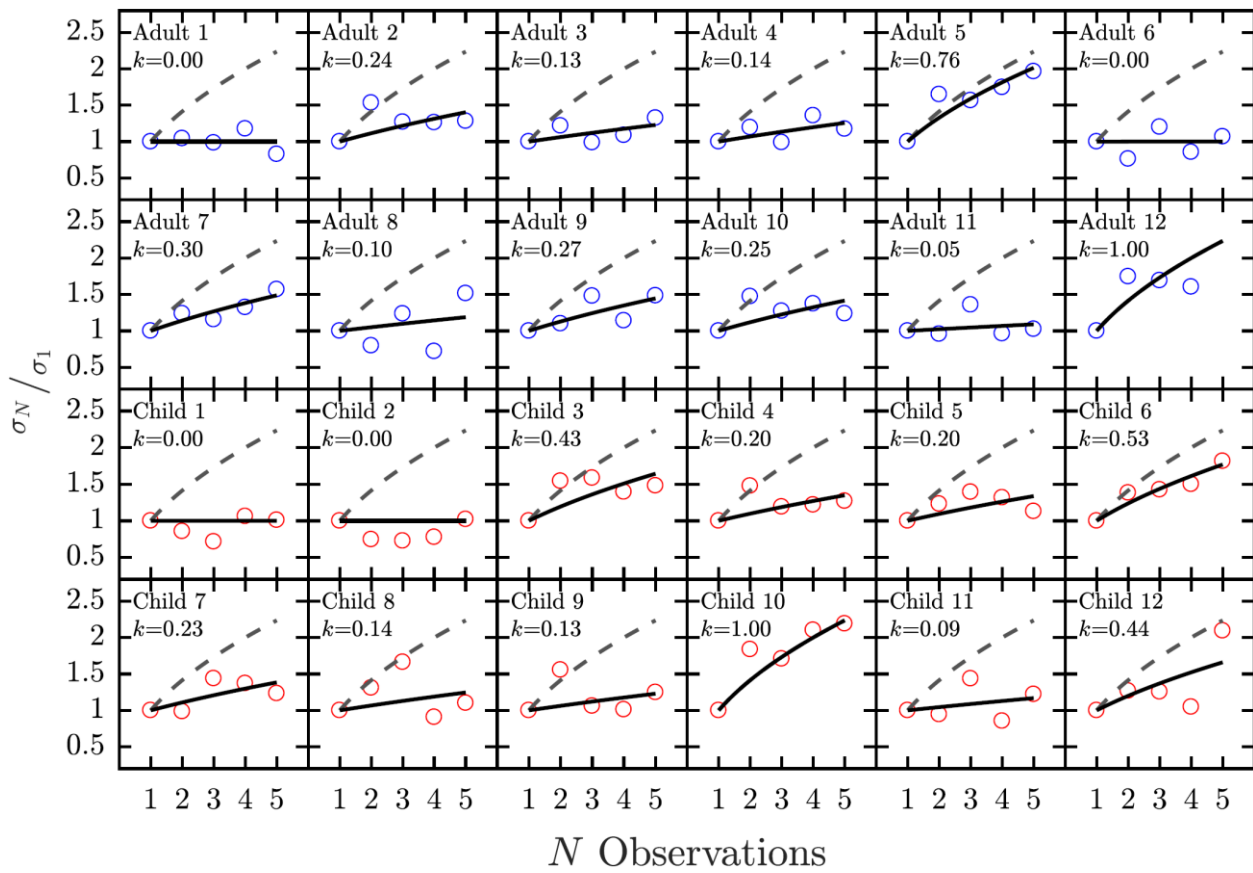 Adult 1
k=0.00
Adult 2
k=0.24
Adult 3
k=0.13
Adult 4
k=0.14
Adult 5
k=0.76
Adult 6
k=0.00
2.5
2
1.5
1
0.5
Adult 7
k=0.30
Adult 8
k=0.10
Adult 9
k=0.27
Adult 10
k=0.25
Adult 11
k=0.05
Adult 12
k=1.00
2.5
2
1.5
1
0.5
σN/σ1
Child 1
k=0.00
Child 2
k=0.00
Child 3
k=0.43
Child 4
k=0.20
Child 5
k=0.20
Child 6
k=0.53
2.5
2
1.5
1
0.5
Child 7
k=0.23
Child 8
k=0.14
Child 9
k=0.13
Child 10
k=1.00
Child 11
k=0.09
Child 12
k=0.44
2.5
2
1.5
1
0.5
1 2 3 4 5 1 2 3 4 5 1 2 3 4 5 1 2 3 4 5 1 2 3 4 5 1 2 3 4 5
N Observations